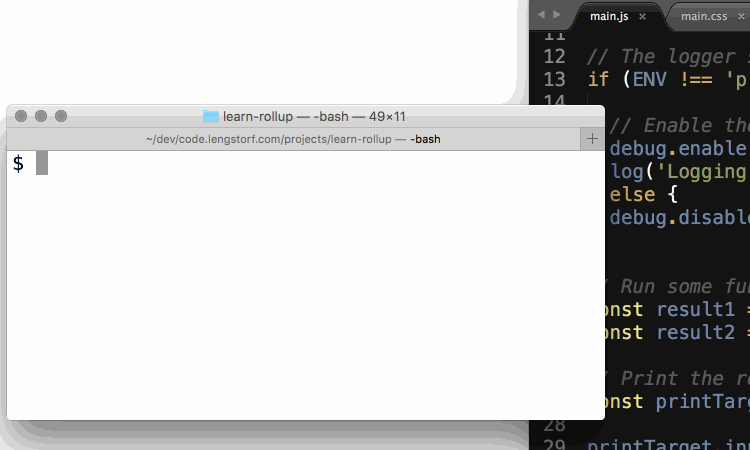 learn-rollup — -bash — 49×11
~/dev/code.lengstorf.com/projects/learn-rollup — -bash
+
$
main.js ×
main.css ×
11
12 // The logger
13 if (ENV !== 'p
14
// Enable the
debug.enable
log('Logging
else {
debug.disable
/ Run some fu
onst result1 =
onst result2 =
/ Print the re
onst printTarg
28
29 printTarget.inn